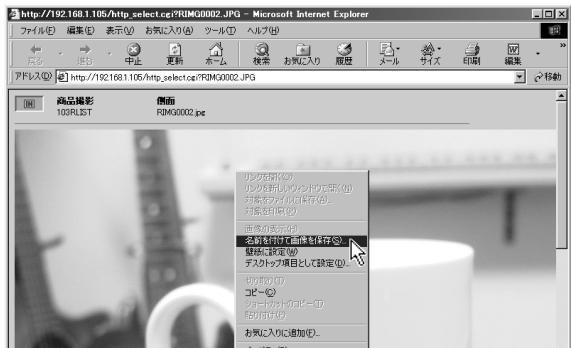 http://192.168.1.105/http_select.cgi?RIMG0002.JPG - Microsoft Internet Explorer
ファイル(F) 編集(E) 表示(V) お気に入り(A) ツール(T) ヘルプ(H)
戻る 進む 中止 更新 ホーム 検索 お気に入り 履歴 メール サイズ 印刷 編集
アドレス(D) http://192.168.1.105/http_select.cgi?RIMG0002.JPG 移動
商品撮影 側面
103RLIST RIMG0002.jpg
リンクを開く(O)
リンクを新しいウィンドウで開く(N)
対象をファイルに保存(A)...
対象を印刷(P)
画像の表示(H)
名前を付けて画像を保存(S)...
壁紙に設定(W)
デスクトップ項目として設定(D)...
切り取り(T)
コピー(C)
ショートカットのコピー(T)
貼り付け(P)
お気に入りに追加(F)...